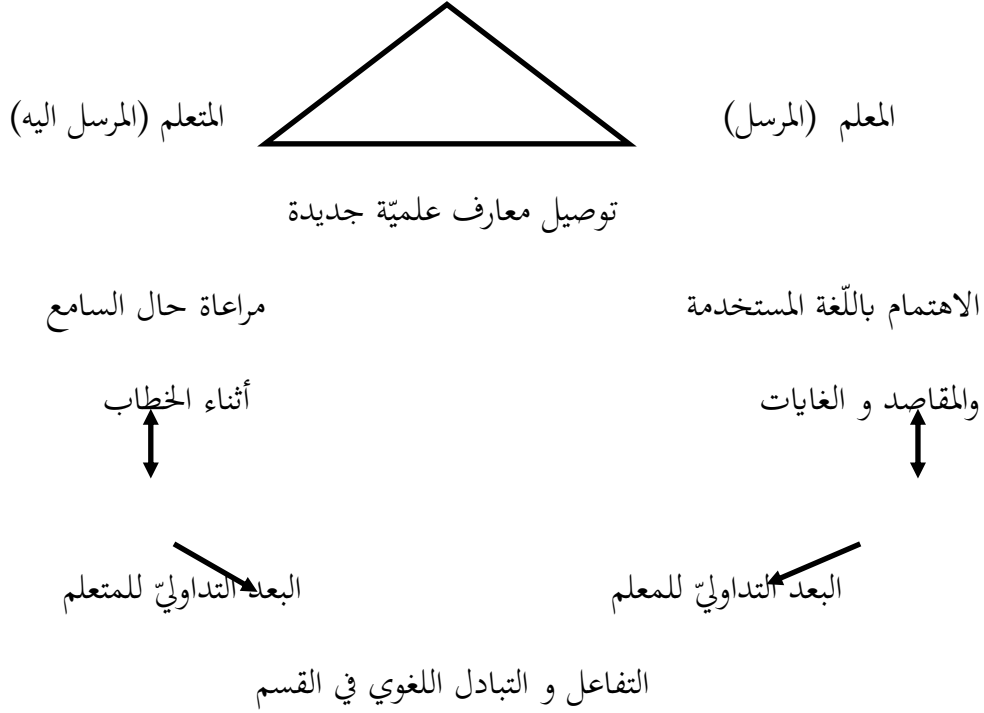 المعلم (المرسل) المتعلم (المرسل اليه)
توصيل معارف علميّة جديدة
الاهتمام باللّغة المستخدمة مراعاة حال السامع
والمقاصد و الغايات أثناء الخطاب
البعد التداوليّ للمعلم البعد التداوليّ للمتعلم
التفاعل و التبادل اللغوي في القسم